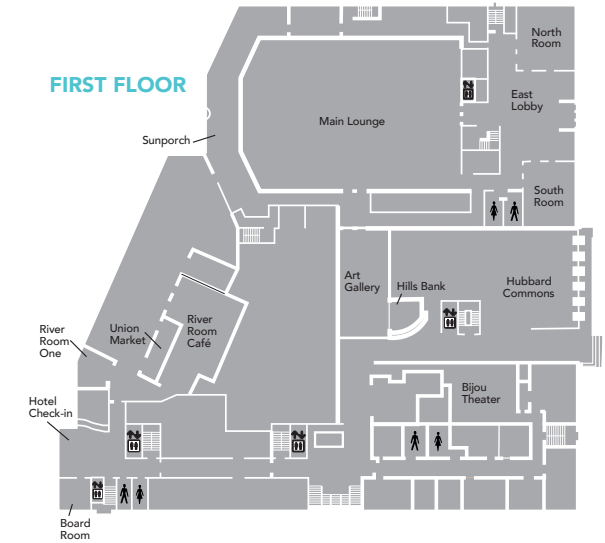 North
Room
FIRST FLOOR
East
Lobby
Main Lounge
Sunporch
South
Room
Art
Gallery
Hills Bank
Hubbard
Commons
River
Room
One
Union
Market
River
Room
Café
Bijou
Theater
Hotel
Check-in
Board
Room